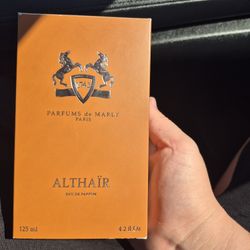 PARFUMS de MARLY
PARIS
ALTHAÏR
EAU DE PARFUM
125 ml
4.2 fl.oz